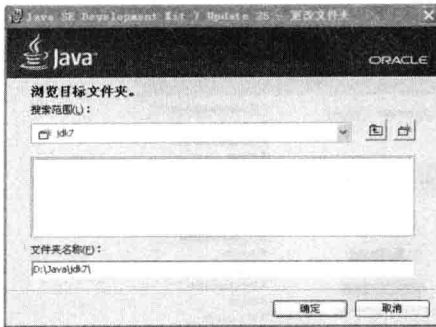 Java SE Development Kit 7 Update 25 - 更改文件夹
Java
ORACLE
浏览目标文件夹。
搜索范围(L)：
jdk7
文件夹名称(F)：
D:\Java\jdk7\
确定
取消